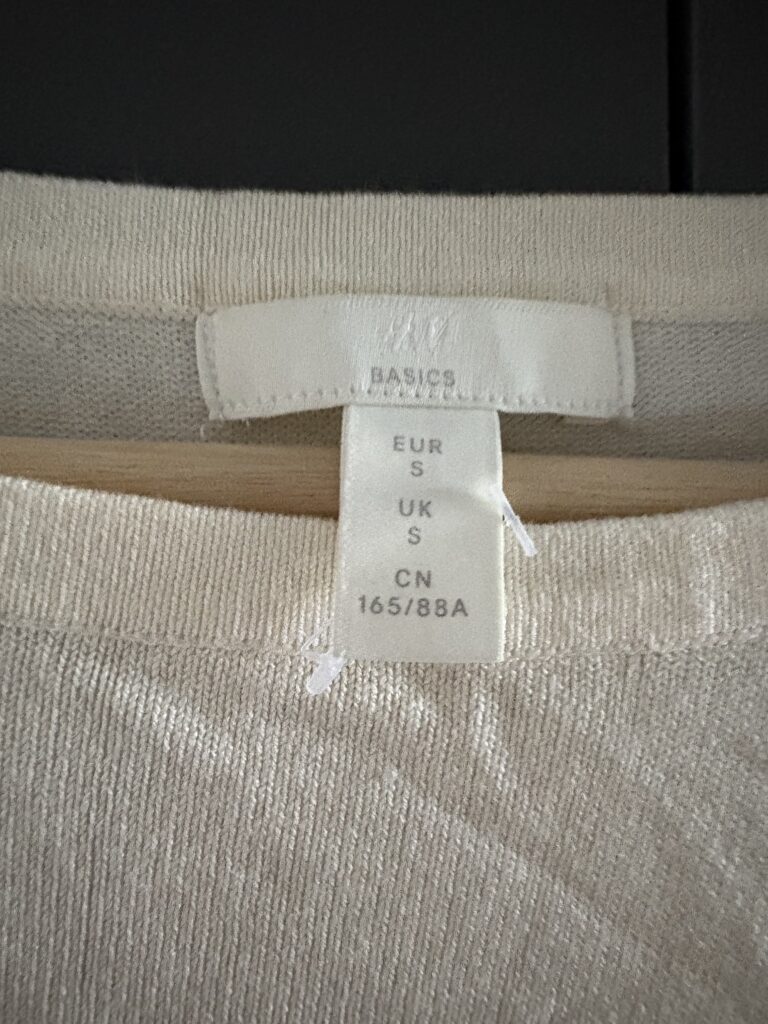 H&M
BASICS
EUR
S
UK
S
CN
165/88A